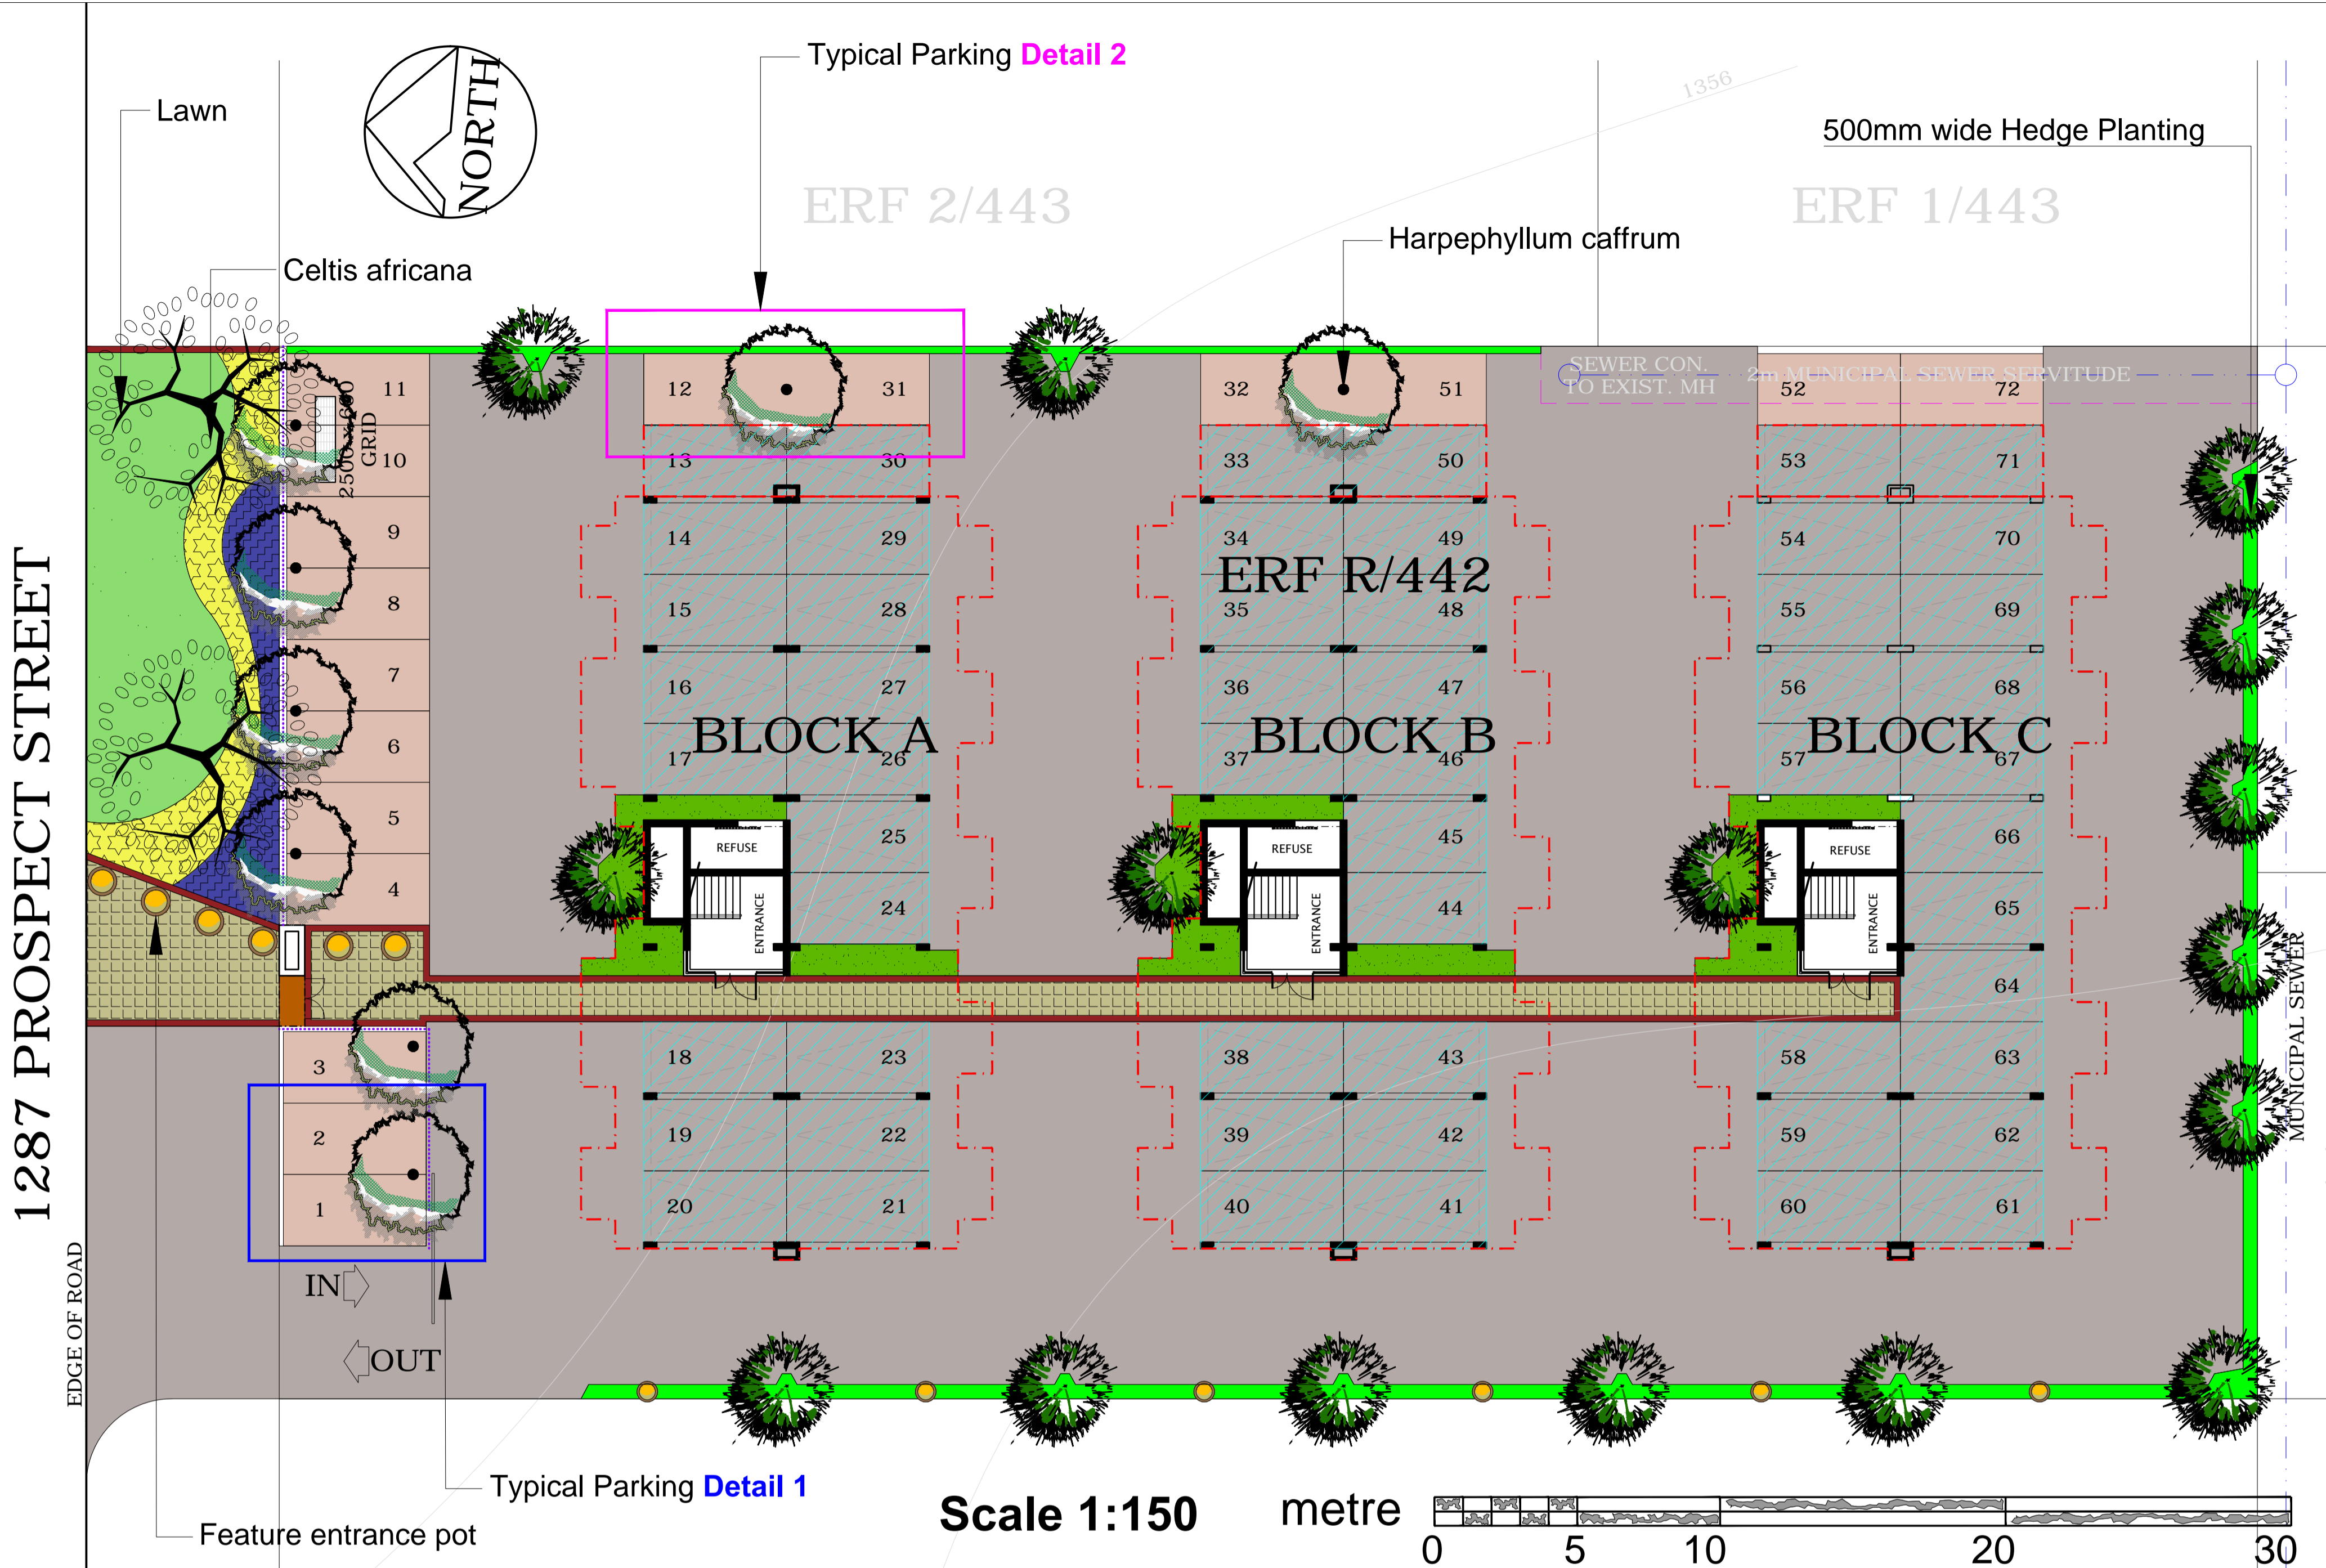 Typical Parking Detail 2
Lawn
NORTH
1356
500mm wide Hedge Planting
ERF 2/443
ERF 1/443
Harpephyllum caffrum
Celtis africana
SEWER CON.
TO EXIST. MH
2m MUNICIPAL SEWER SERVITUDE
11
12
31
32
51
52
72
2500x1600
GRID
10
13
30
33
50
53
71
9
14
29
34
49
54
70
ERF R/442
8
15
28
35
48
55
69
7
16
27
36
47
56
68
6
BLOCK A
BLOCK B
BLOCK C
17
26
37
46
57
67
5
25
45
66
REFUSE
REFUSE
REFUSE
4
24
44
65
ENTRANCE
ENTRANCE
ENTRANCE
64
1287 PROSPECT STREET
MUNICIPAL SEWER
3
18
23
38
43
58
63
2
19
22
39
42
59
62
1
20
21
40
41
60
61
IN
EDGE OF ROAD
OUT
Typical Parking Detail 1
Feature entrance pot
Scale 1:150
metre
0
5
10
20
30